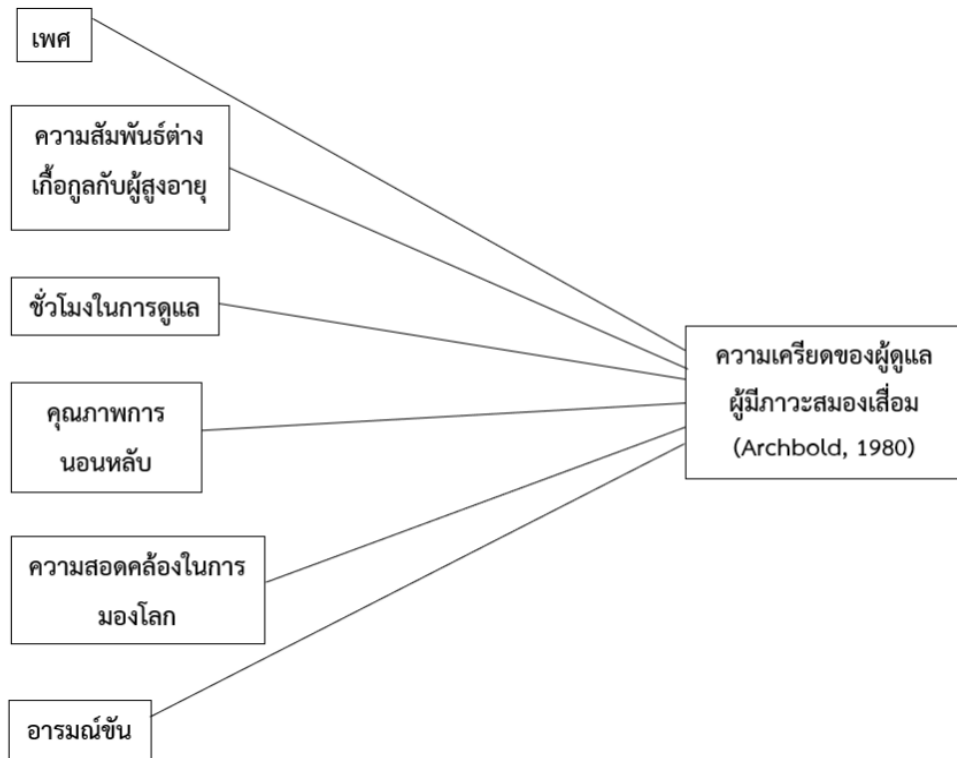 เพศ
ความสัมพันธ์ต่าง
เกื้อกูลกับผู้สูงอายุ
ชั่วโมงในการดูแล
คุณภาพการ
นอนหลับ
ความสอดคล้องในการ
มองโลก
อารมณ์ขัน
ความเครียดของผู้ดูแล
ผู้มีภาวะสมองเสื่อม
(Archbold, 1980)